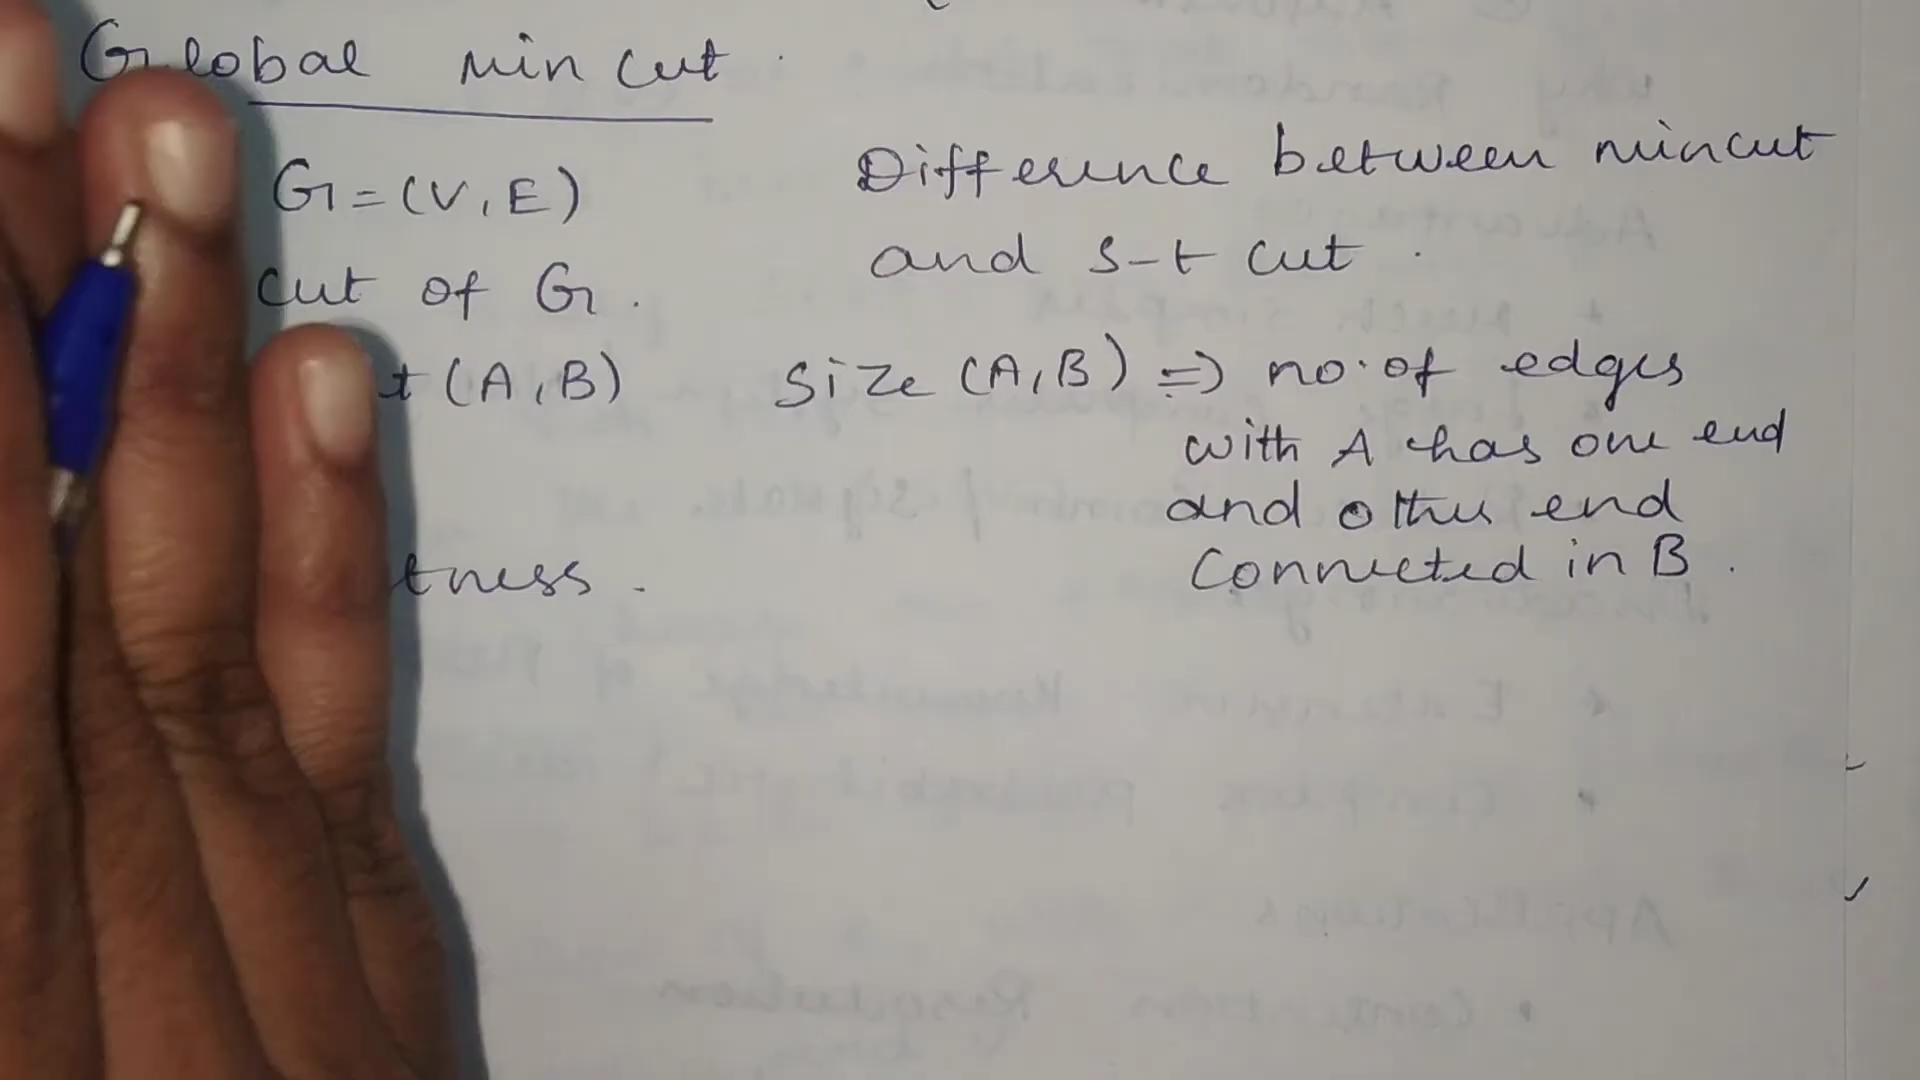 Global Min cut.
G = (V, E)
cut of G.
t (A, B)
tness.
Difference between mincut
and S-t cut.
Size (A, B) => no. of edges
with A has one end
and other end
connected in B.